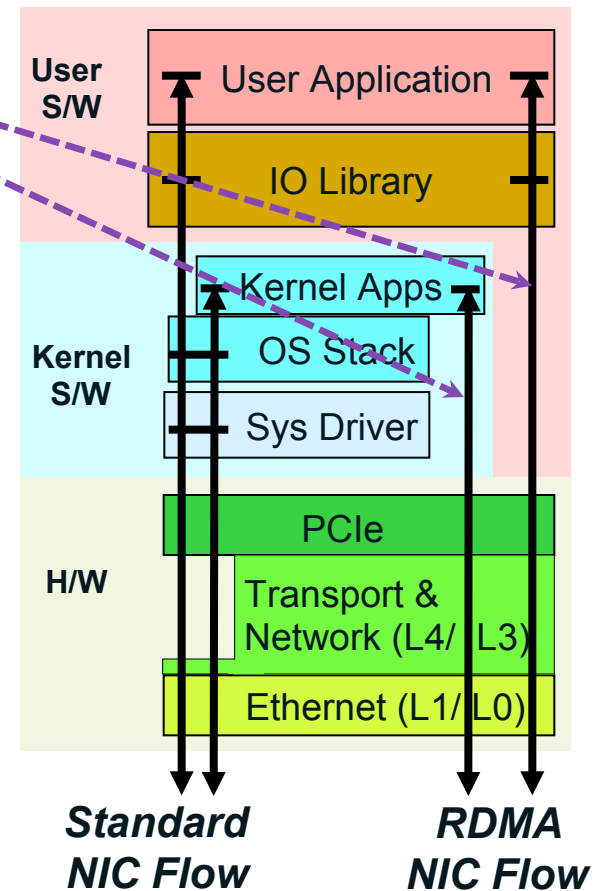 User
S/W
User Application
IO Library
Kernel Apps
Kernel
S/W
OS Stack
Sys Driver
PCIe
H/W
Transport &
Network (L4/ L3)
Ethernet (L1/ L0)
Standard
NIC Flow
RDMA
NIC Flow